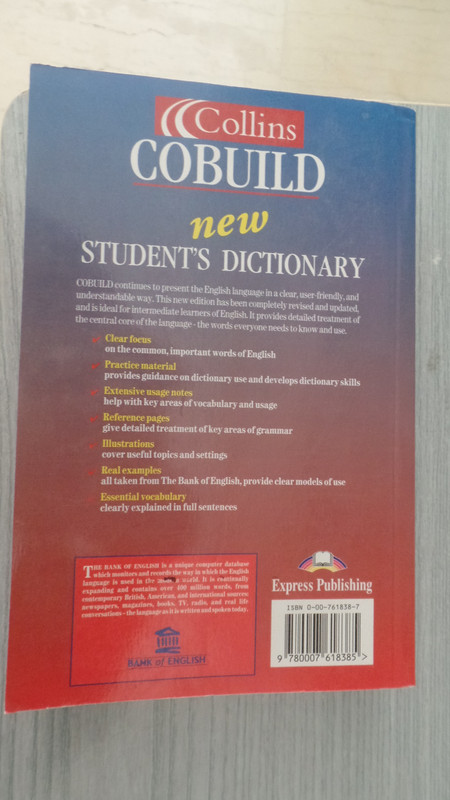 Collins
COBUILD
new
STUDENT'S DICTIONARY
COBUILD continues to present the English language in a clear, user-friendly, and
understandable way. This new edition has been completely revised and updated,
and is ideal for intermediate learners of English. It provides detailed treatment of
the central core of the language - the words everyone needs to know and use.
Clear focus
on the common, important words of English
Practice material
provides guidance on dictionary use and develops dictionary skills
Extensive usage notes
help with key areas of vocabulary and usage
Reference pages
give detailed treatment of key areas of grammar
Illustrations
cover useful topics and settings
Real examples
all taken from The Bank of English, provide clear models of use
Essential vocabulary
clearly explained in full sentences
THE BANK OF ENGLISH is a unique computer database
which monitors and records the way in which the English
language is used in the world. It is continually
expanding and contains over 400 million words, from
contemporary British, American, and international sources:
newspapers, magazines, books, TV, radio, and real life
conversations - the language as it is written and spoken today.
BANK OF ENGLISH
Express Publishing
ISBN 0-00-761838-7
9 780007 618385 >